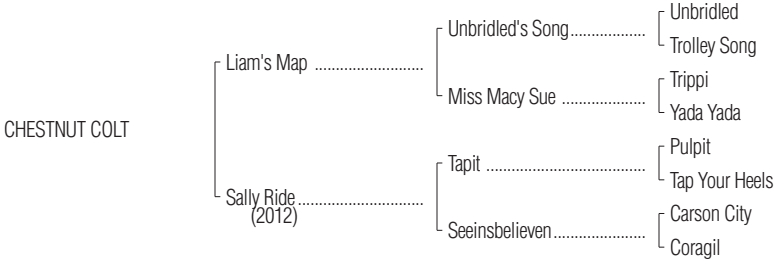 Unbridled
Unbridled's Song..................
Trolley Song
Liam's Map ..........................
Trippi
Miss Macy Sue ....................
Yada Yada
CHESTNUT COLT
Pulpit
Tapit ......................................
Tap Your Heels
Sally Ride..............................
(2012)
Carson City
Seeinsbelieven......................
Coragil